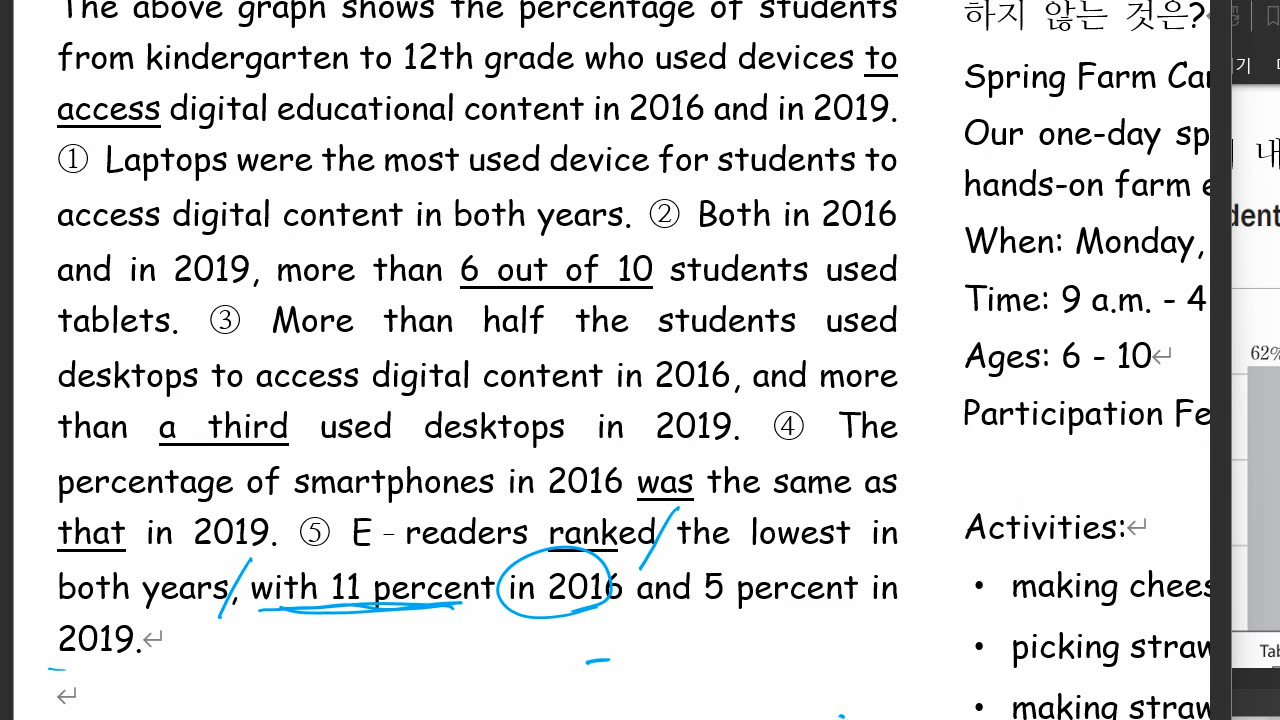 The above graph shows the percentage of students
from kindergarten to 12th grade who used devices to
access digital educational content in 2016 and in 2019.
① Laptops were the most used device for students to
access digital content in both years. ② Both in 2016
and in 2019, more than 6 out of 10 students used
tablets. ③ More than half the students used
desktops to access digital content in 2016, and more
than a third used desktops in 2019. ④ The
percentage of smartphones in 2016 was the same as
that in 2019. ⑤ E-readers ranked the lowest in
both years, with 11 percent in 2016 and 5 percent in
2019.
하지 않는 것은?
Spring Farm
Our one-day
hands-on farm
When: Monday,
Time: 9 a.m. - 4
Ages: 6 - 10
Participation
Activities:
• making
• picking
• making
62%